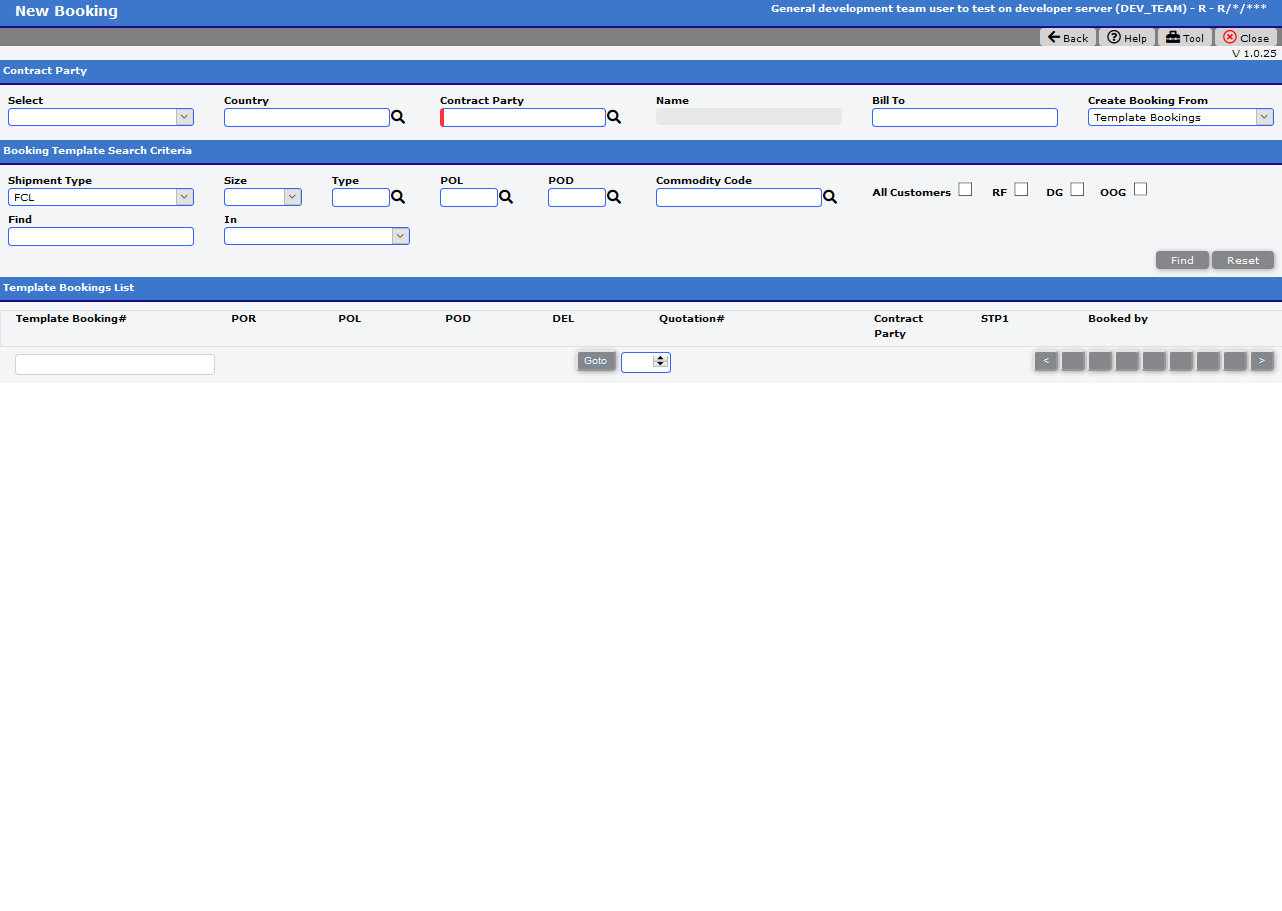 New Booking
General development team user to test on developer server (DEV_TEAM) - R - R/*/***
Back Help Tool Close
V 1.0.25
Contract Party
Select Country Contract Party Name Bill To Create Booking From
Template Bookings
Booking Template Search Criteria
Shipment Type Size Type POL POD Commodity Code
FCL
All Customers RF DG OOG
Find In
Find Reset
Template Bookings List
Template Booking# POR POL POD DEL Quotation# Contract Party STP1 Booked by
Goto < >